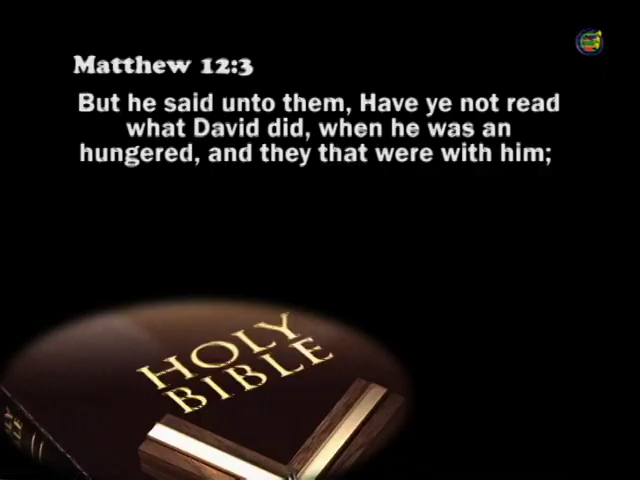 Matthew 12:3
But he said unto them, Have ye not read
what David did, when he was an
hungered, and they that were with him;
HOLY
BIBLE